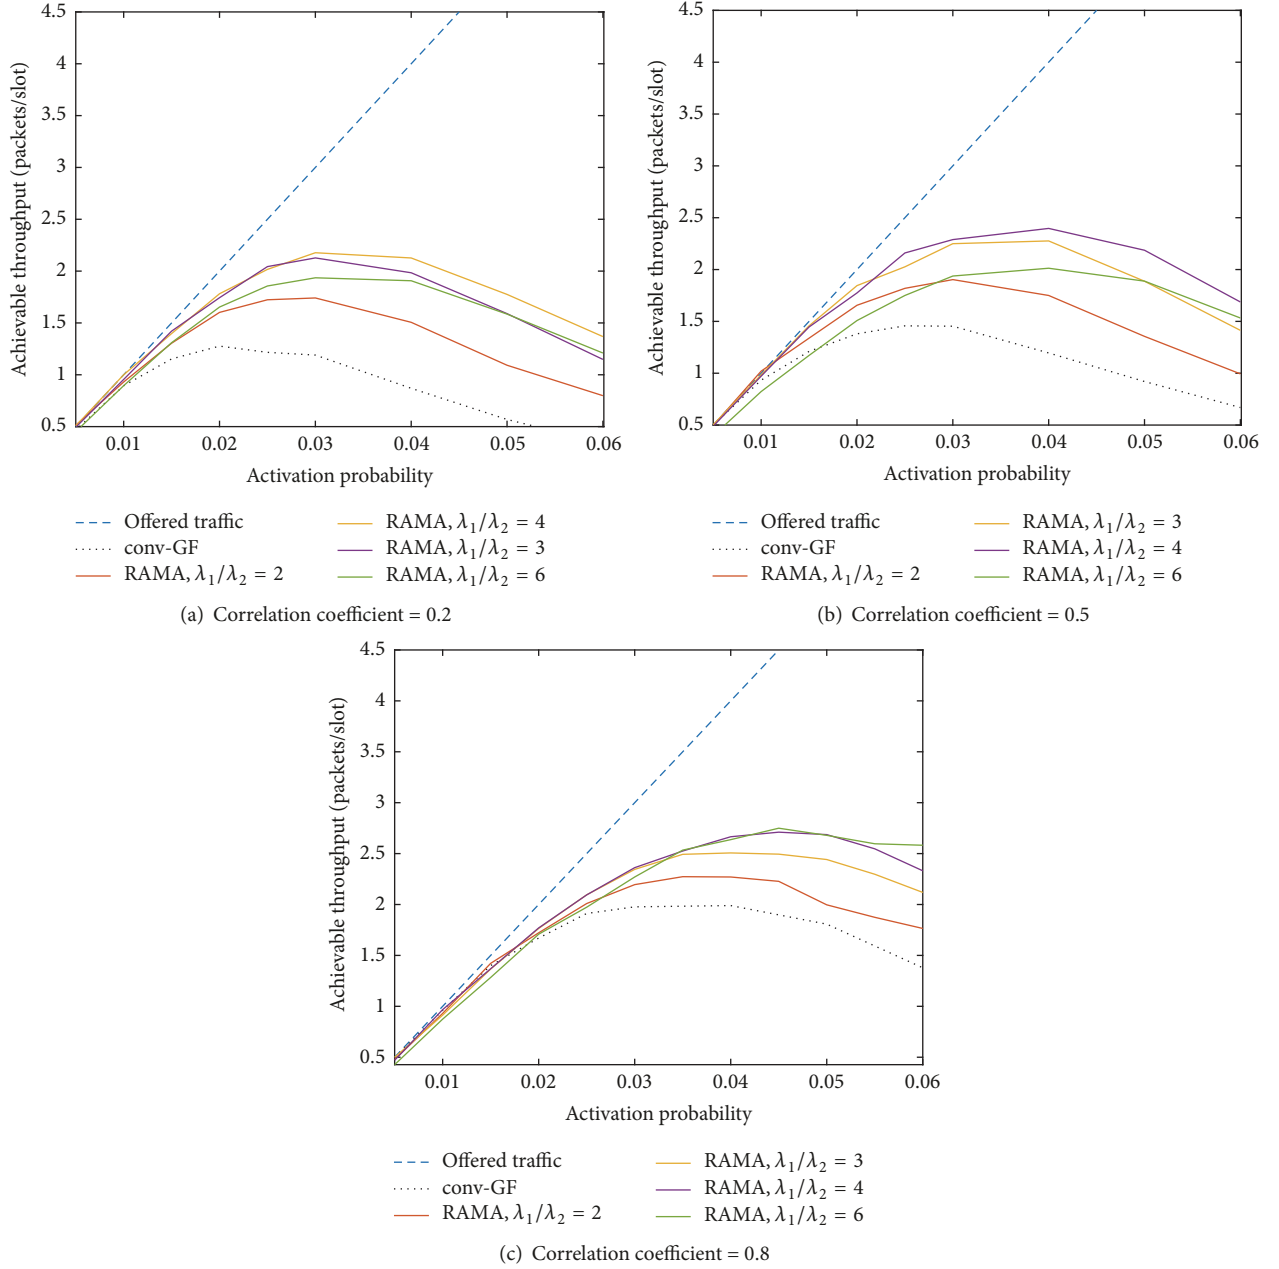 4.5
4
3.5
3
2.5
2
1.5
1
0.5
Achievable throughput (packets/slot)
0.01 0.02 0.03 0.04 0.05 0.06
Activation probability
Offered traffic
conv-GF
RAMA, λ1/λ2 = 2
RAMA, λ1/λ2 = 4
RAMA, λ1/λ2 = 3
RAMA, λ1/λ2 = 6
(a) Correlation coefficient = 0.2
4.5
4
3.5
3
2.5
2
1.5
1
0.5
Achievable throughput (packets/slot)
0.01 0.02 0.03 0.04 0.05 0.06
Activation probability
Offered traffic
conv-GF
RAMA, λ1/λ2 = 2
RAMA, λ1/λ2 = 3
RAMA, λ1/λ2 = 4
RAMA, λ1/λ2 = 6
(b) Correlation coefficient = 0.5
4.5
4
3.5
3
2.5
2
1.5
1
0.5
Achievable throughput (packets/slot)
0.01 0.02 0.03 0.04 0.05 0.06
Activation probability
Offered traffic
conv-GF
RAMA, λ1/λ2 = 2
RAMA, λ1/λ2 = 3
RAMA, λ1/λ2 = 4
RAMA, λ1/λ2 = 6
(c) Correlation coefficient = 0.8